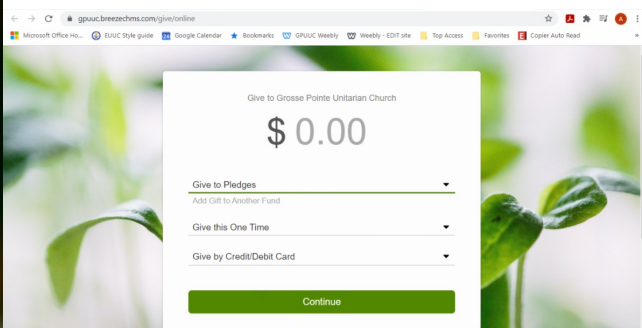 gpuuc.breezechms.com/give/online
A
Microsoft Office Ho... EUUC Style guide 24 Google Calendar Bookmarks GPUUC Weebly Weebly - EDIT site Top Access Favorites E Copier Auto Read »
Give to Grosse Pointe Unitarian Church
$ 0.00
Give to Pledges
Add Gift to Another Fund
Give this One Time
Give by Credit/Debit Card
Continue